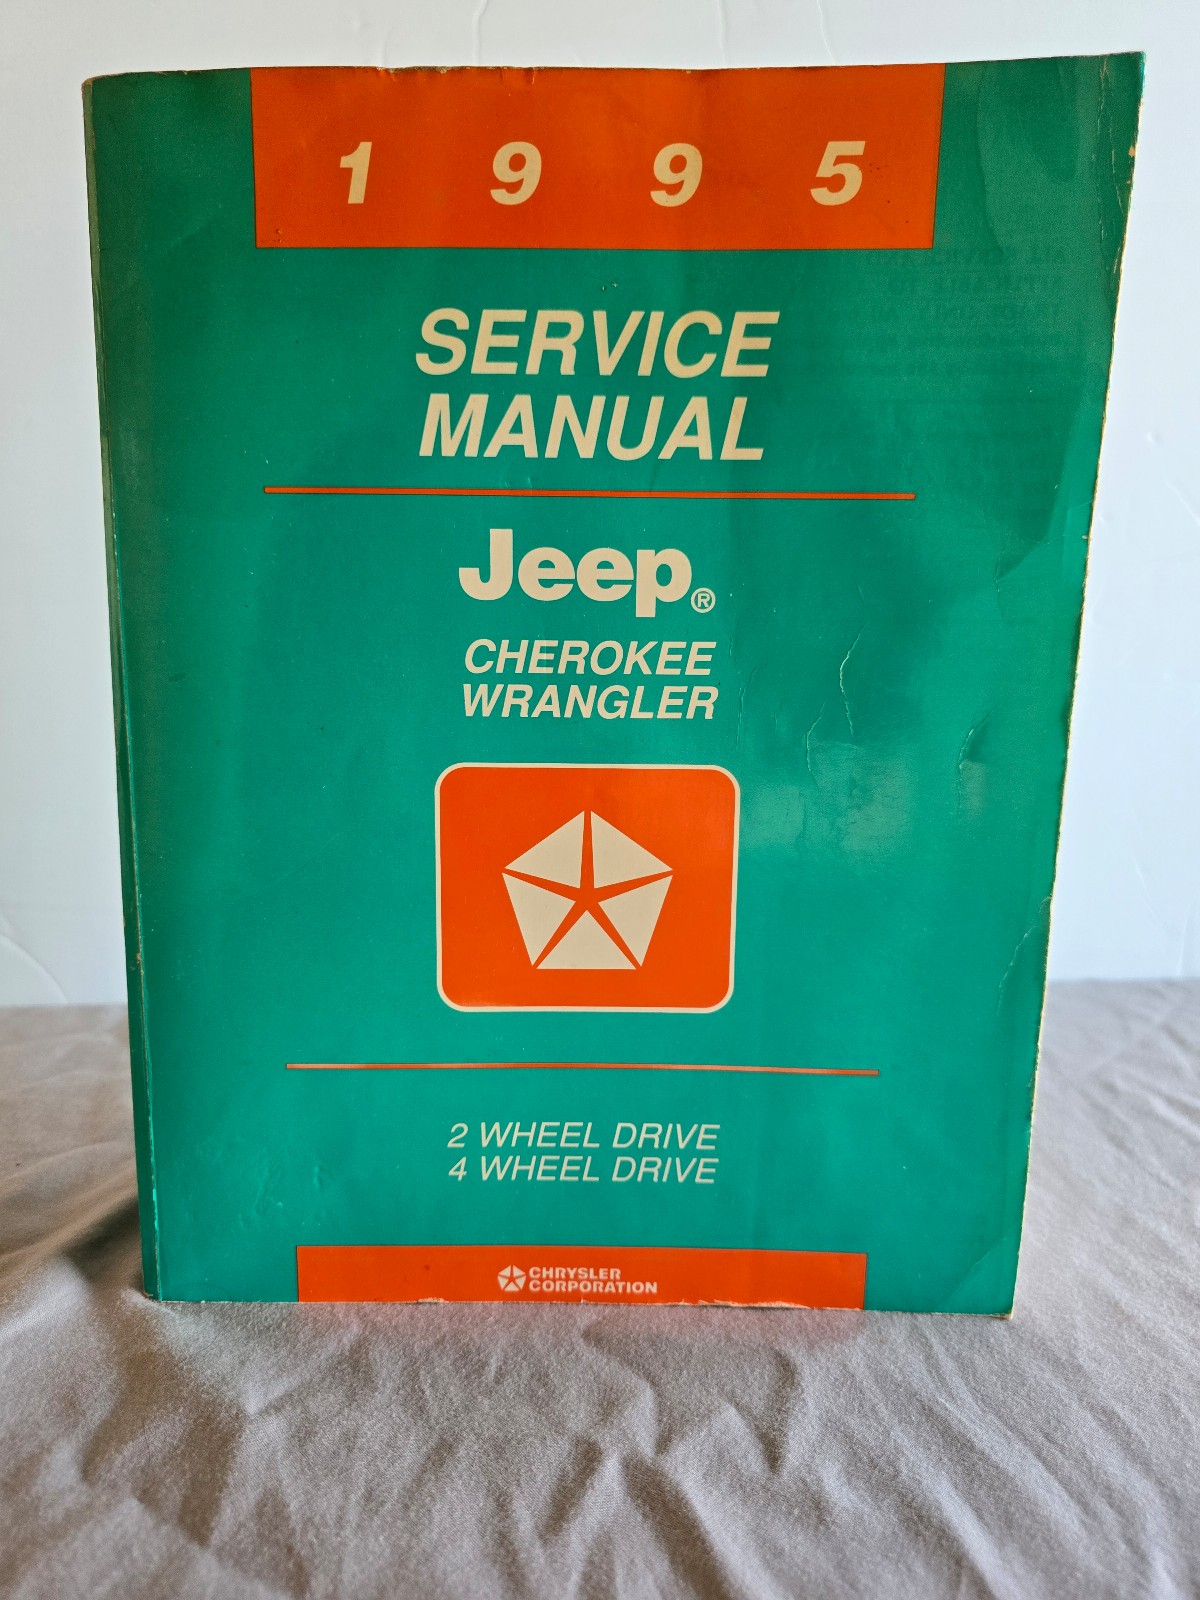 1 9 9 5
SERVICE
MANUAL
Jeep®
CHEROKEE
WRANGLER
2 WHEEL DRIVE
4 WHEEL DRIVE
CHRYSLER
CORPORATION